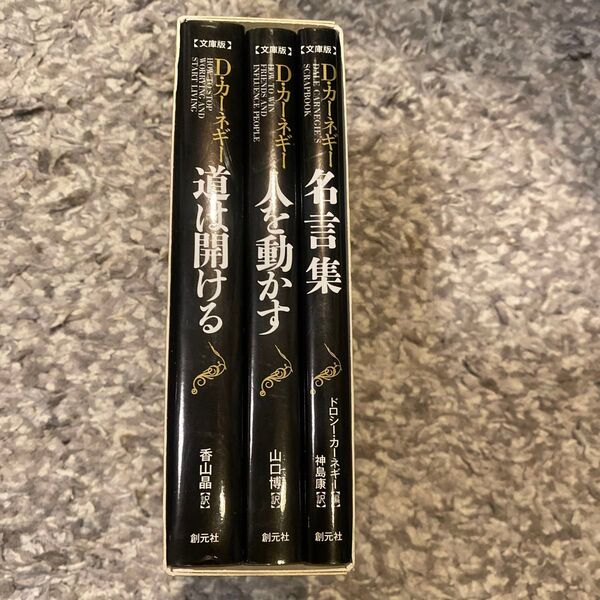 【文庫版】
D・カーネギー
HOW TO STOP
WORRYING AND
START LIVING
道は開ける
香山晶【訳】
創元社
【文庫版】
D・カーネギー
HOW TO WIN
FRIENDS AND
INFLUENCE PEOPLE
人を動かす
山口博【訳】
創元社
【文庫版】
D・カーネギー
DALE CARNEGIE'S
SCRAPBOOK
名言集
ドロシー・カーネギー【編】
神島康【訳】
創元社